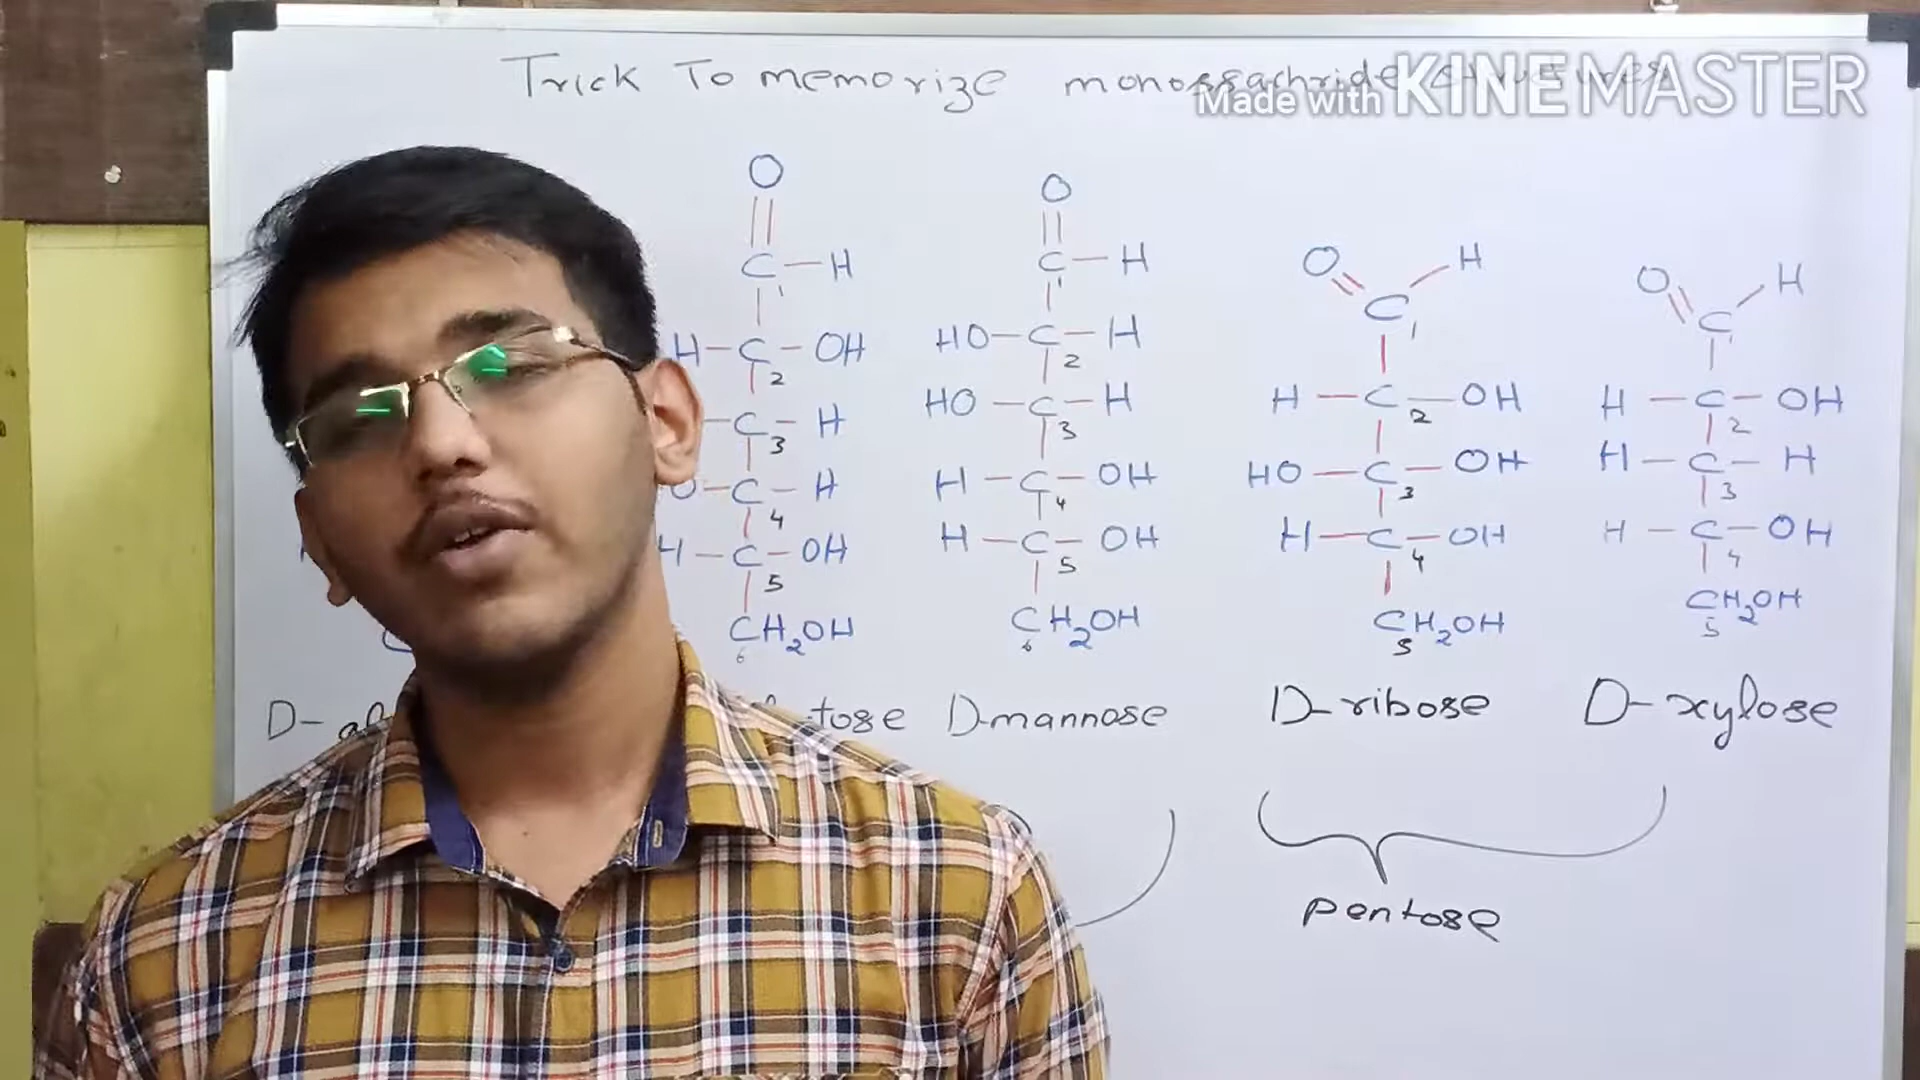 Trick To memorize monossachride structures
Made with KINEMASTER
O O
C — H C — H O H O H
1 1 C C
H — C — OH HO — C — H 1 1
2 2 H — C — OH H — C — OH
C — H HO — C — H 2 2
3 3 HO — C — OH H — C — H
C — H H — C — OH 3 3
4 4 H — C — OH H — C — OH
H — C — OH H — C — OH 4 4
5 5 CH2OH CH2OH
CH2OH CH2OH 5 5
6 6
D- tose D-mannose D-ribose D-xylose
pentose